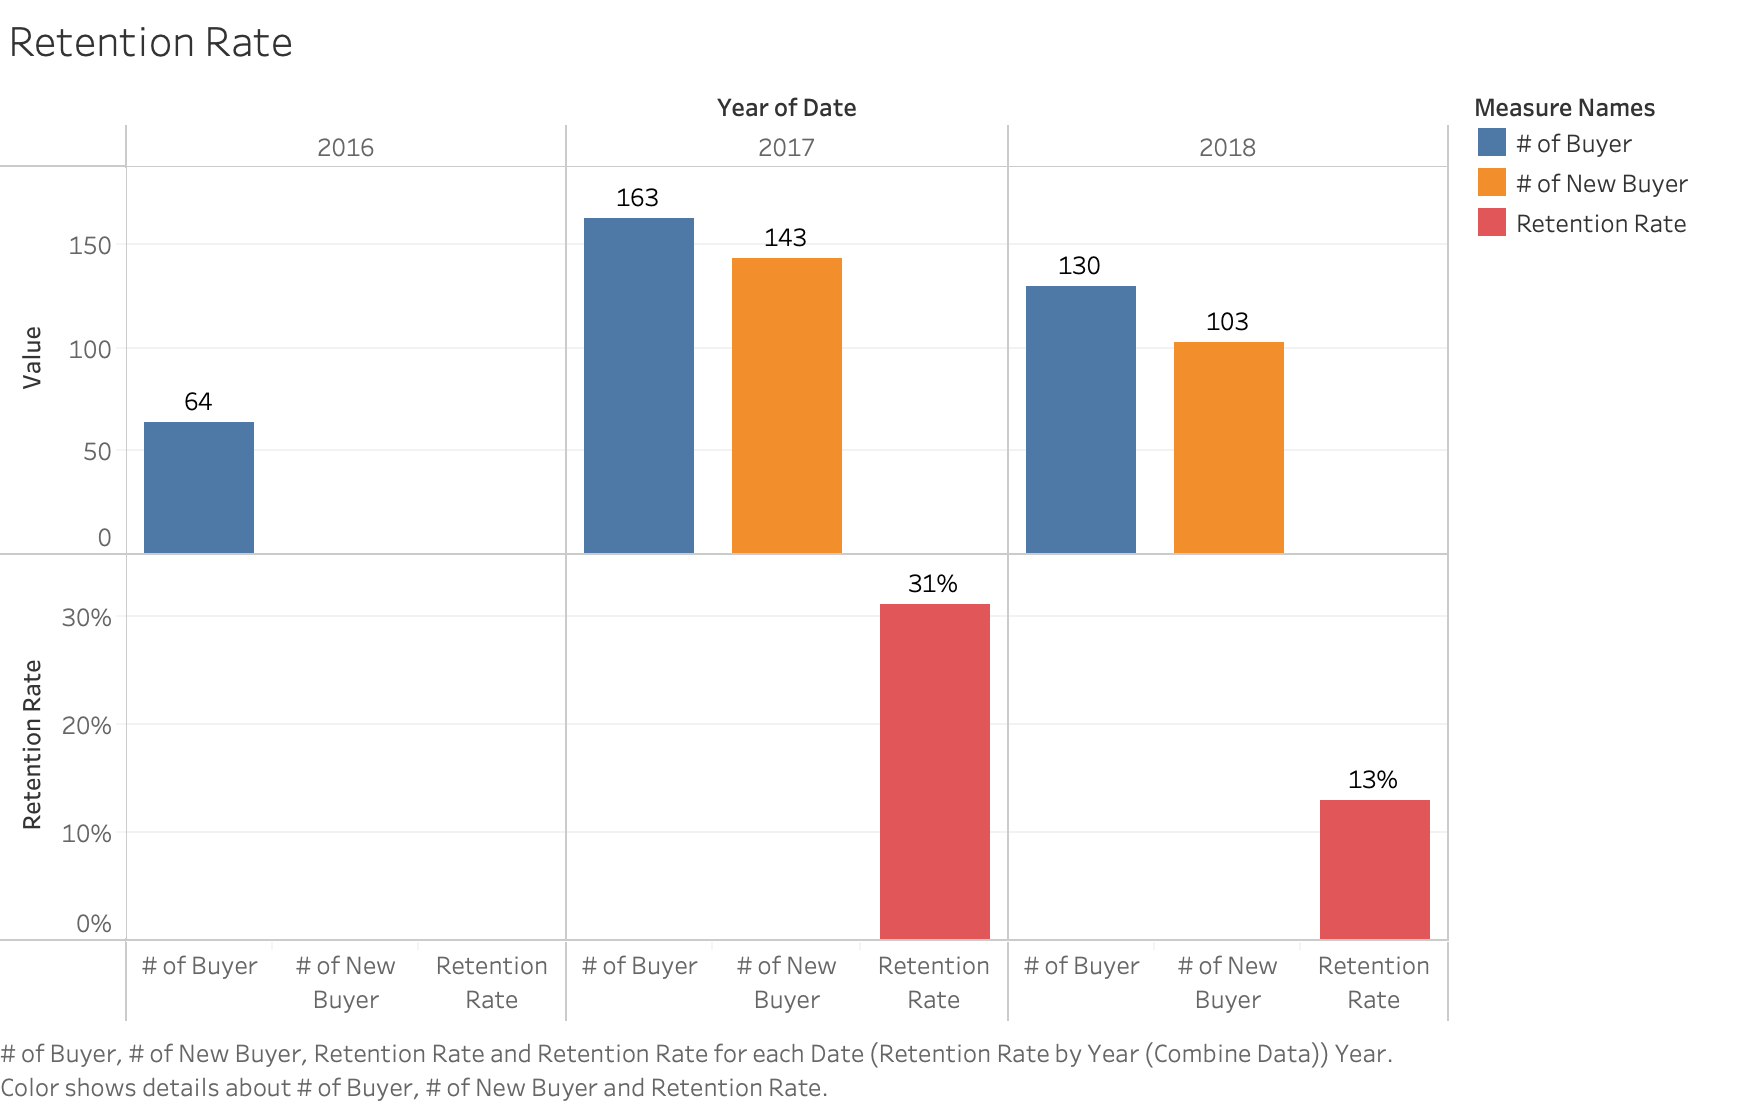 Retention Rate
Year of Date
2016 2017 2018
Measure Names
# of Buyer
# of New Buyer
Retention Rate
Value
150
100
50
0
64
163
143
130
103
Retention Rate
30%
20%
10%
0%
31%
13%
# of Buyer # of New Retention # of Buyer # of New Retention # of Buyer # of New Retention
Buyer Rate Buyer Rate Buyer Rate
# of Buyer, # of New Buyer, Retention Rate and Retention Rate for each Date (Retention Rate by Year (Combine Data)) Year.
Color shows details about # of Buyer, # of New Buyer and Retention Rate.